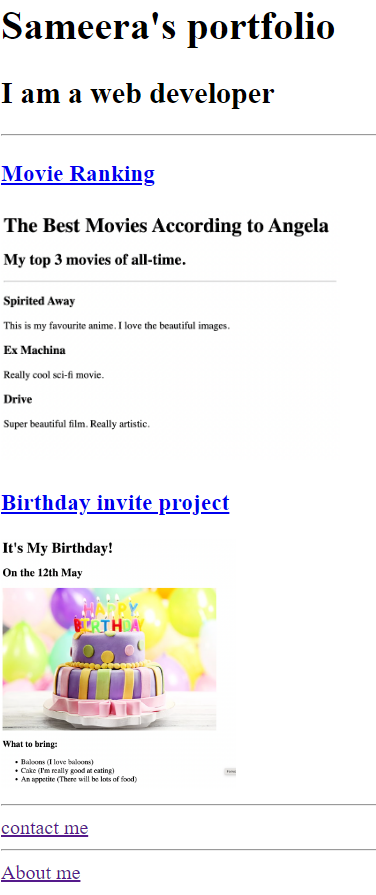 Sameera's portfolio
I am a web developer
Movie Ranking
The Best Movies According to Angela
My top 3 movies of all-time.
Spirited Away
This is my favourite anime. I love the beautiful images.
Ex Machina
Really cool sci-fi movie.
Drive
Super beautiful film. Really artistic.
Birthday invite project
It's My Birthday!
On the 12th May
HAPPY
BIRTHDAY
What to bring:
Baloons (I love baloons)
Cake (I'm really good at eating)
An appetite (There will be lots of food)
contact me
About me